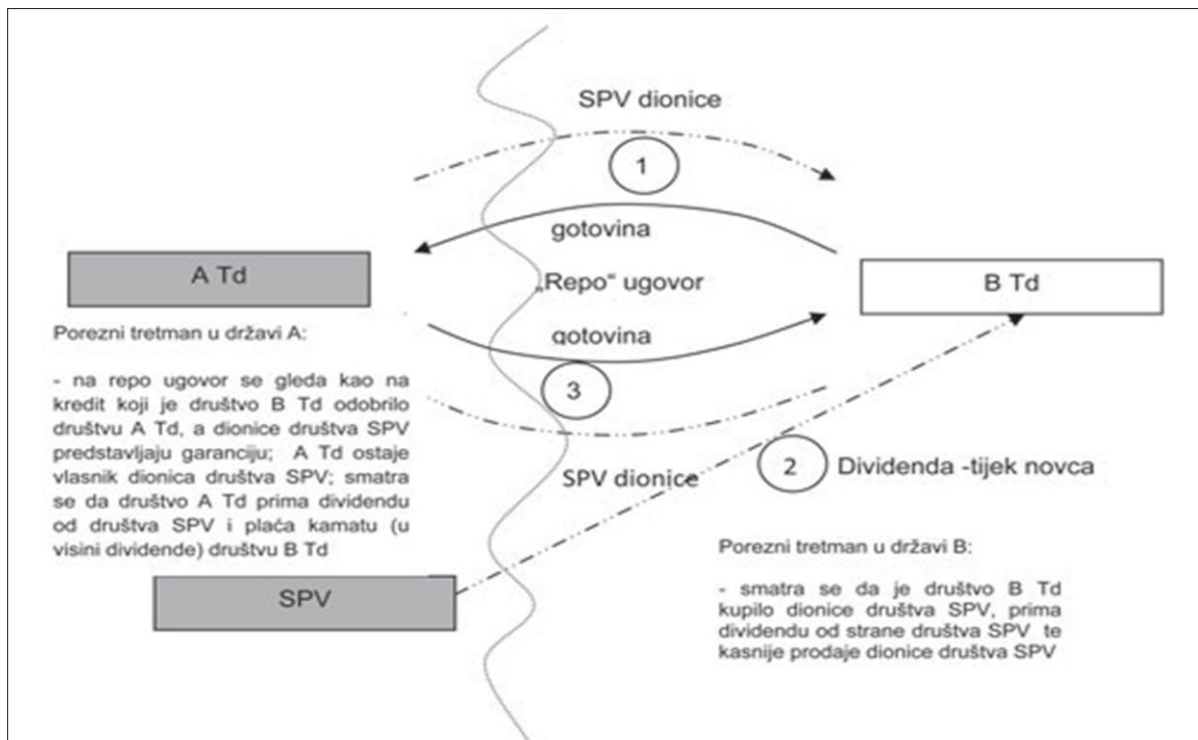 SPV dionice
1
gotovina
A Td
„Repo“ ugovor
B Td
gotovina
Porezni tretman u državi A:
- na repo ugovor se gleda kao na
kredit koji je društvo B Td odobrilo
društvu A Td, a dionice društva SPV
predstavljaju garanciju; A Td ostaje
vlasnik dionica društva SPV; smatra
se da društvo A Td prima dividendu
od društva SPV i plaća kamatu (u
visini dividende) društvu B Td
3
SPV dionice
2
Dividenda -tijek novca
SPV
Porezni tretman u državi B:
- smatra se da je društvo B Td
kupilo dionice društva SPV, prima
dividendu od strane društva SPV te
kasnije prodaje dionice društva SPV